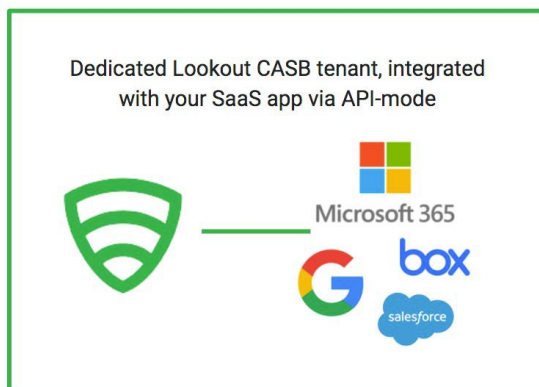 Dedicated Lookout CASB tenant, integrated
with your SaaS app via API-mode
Microsoft 365
box
salesforce